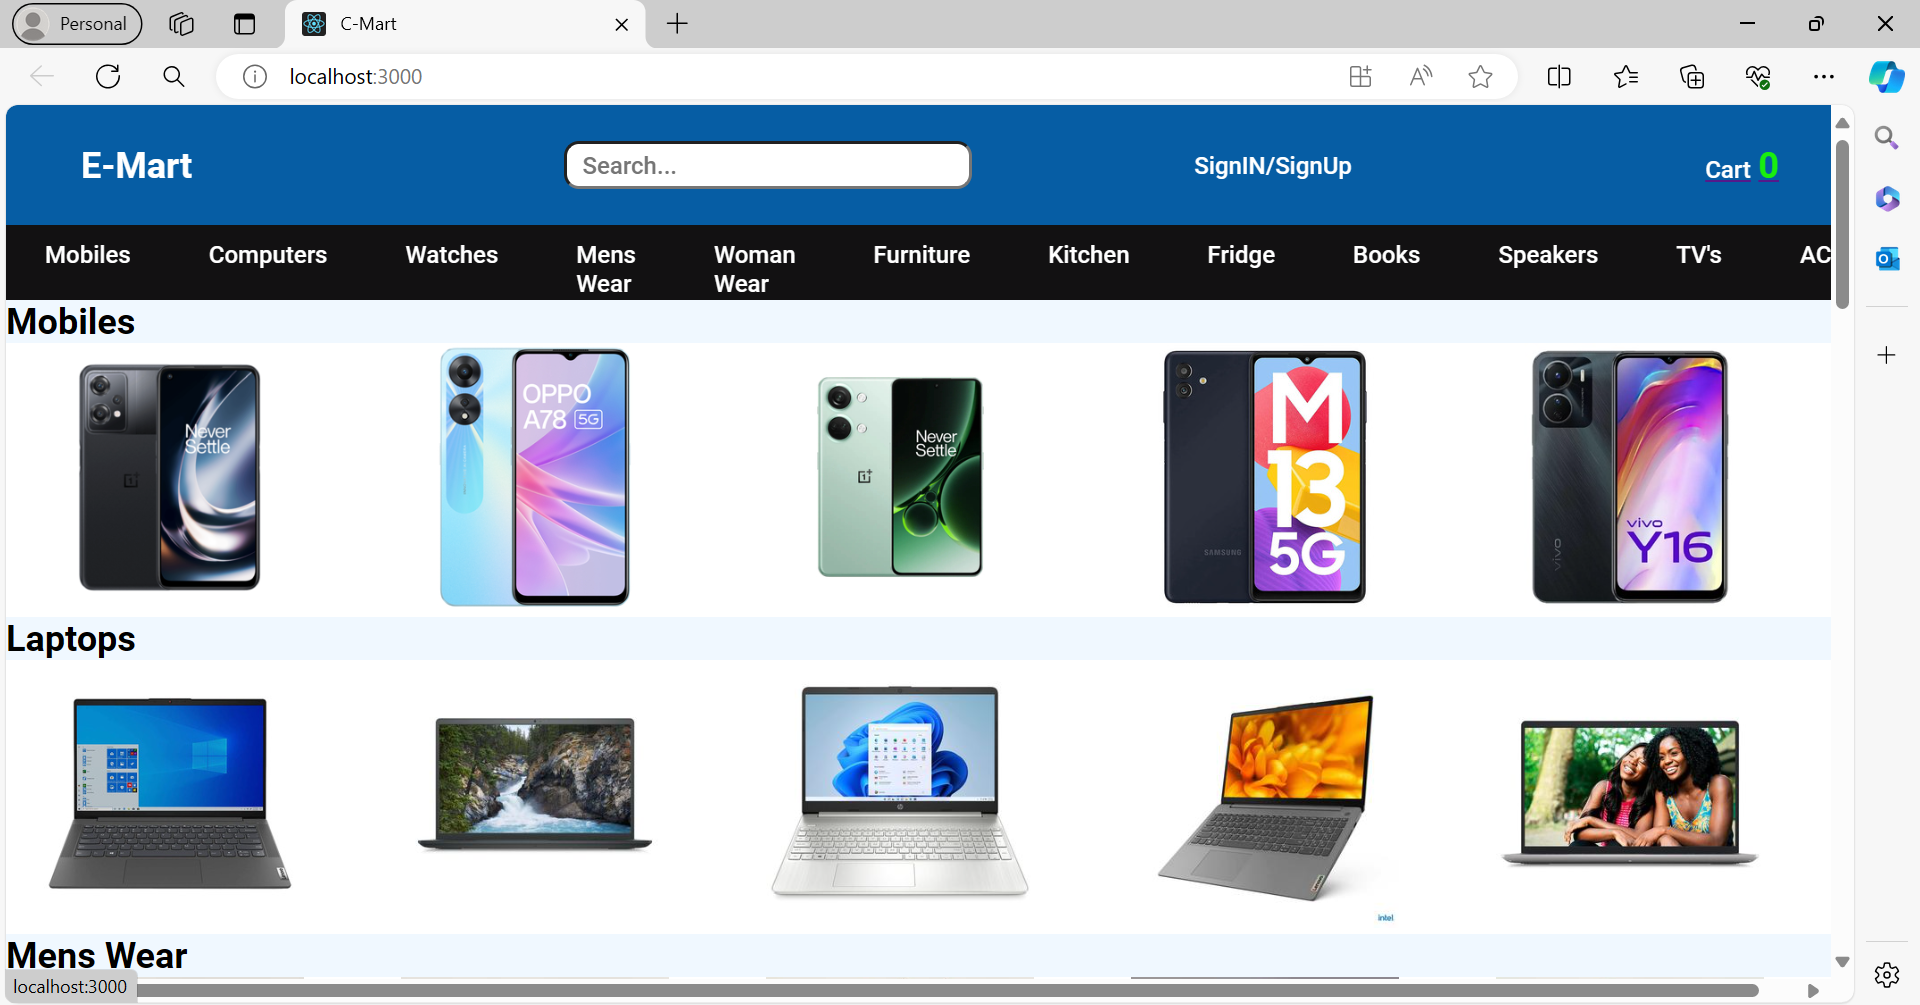 Personal
C-Mart
localhost:3000
E-Mart
Search...
SignIN/SignUp
Cart 0
Mobiles
Computers
Watches
Mens
Wear
Woman
Wear
Furniture
Kitchen
Fridge
Books
Speakers
TV's
AC
Mobiles
Never
Settle
OPPO
A78 5G
Never
Settle
SAMSUNG
M
13
5G
vivo
vivo
Y16
Laptops
intel
Mens Wear
localhost:3000